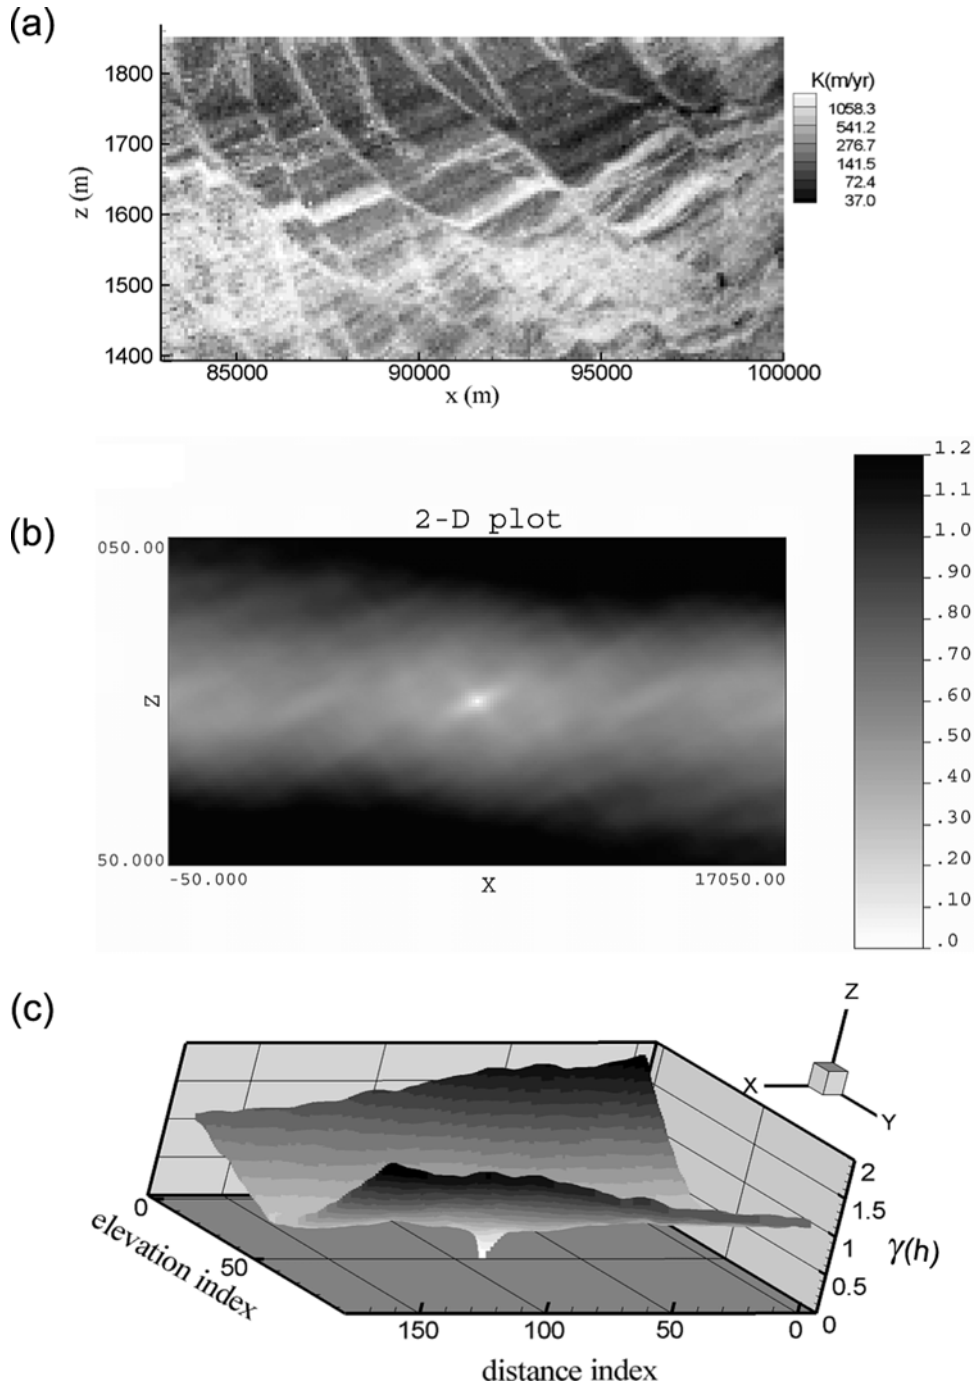 (a)
1800
1700
1600
1500
1400
z (m)
85000 90000 95000 100000
x (m)
K(m/yr)
1058.3
541.2
276.7
141.5
72.4
37.0
(b)
2-D plot
050.00
Z
50.000
-50.000 X 17050.00
1.2
1.1
1.0
.90
.80
.70
.60
.50
.40
.30
.20
.10
.0
(c)
Z
X
Y
2
1.5
1
0.5
0
γ(h)
0
50
elevation index
150 100 50 0
distance index